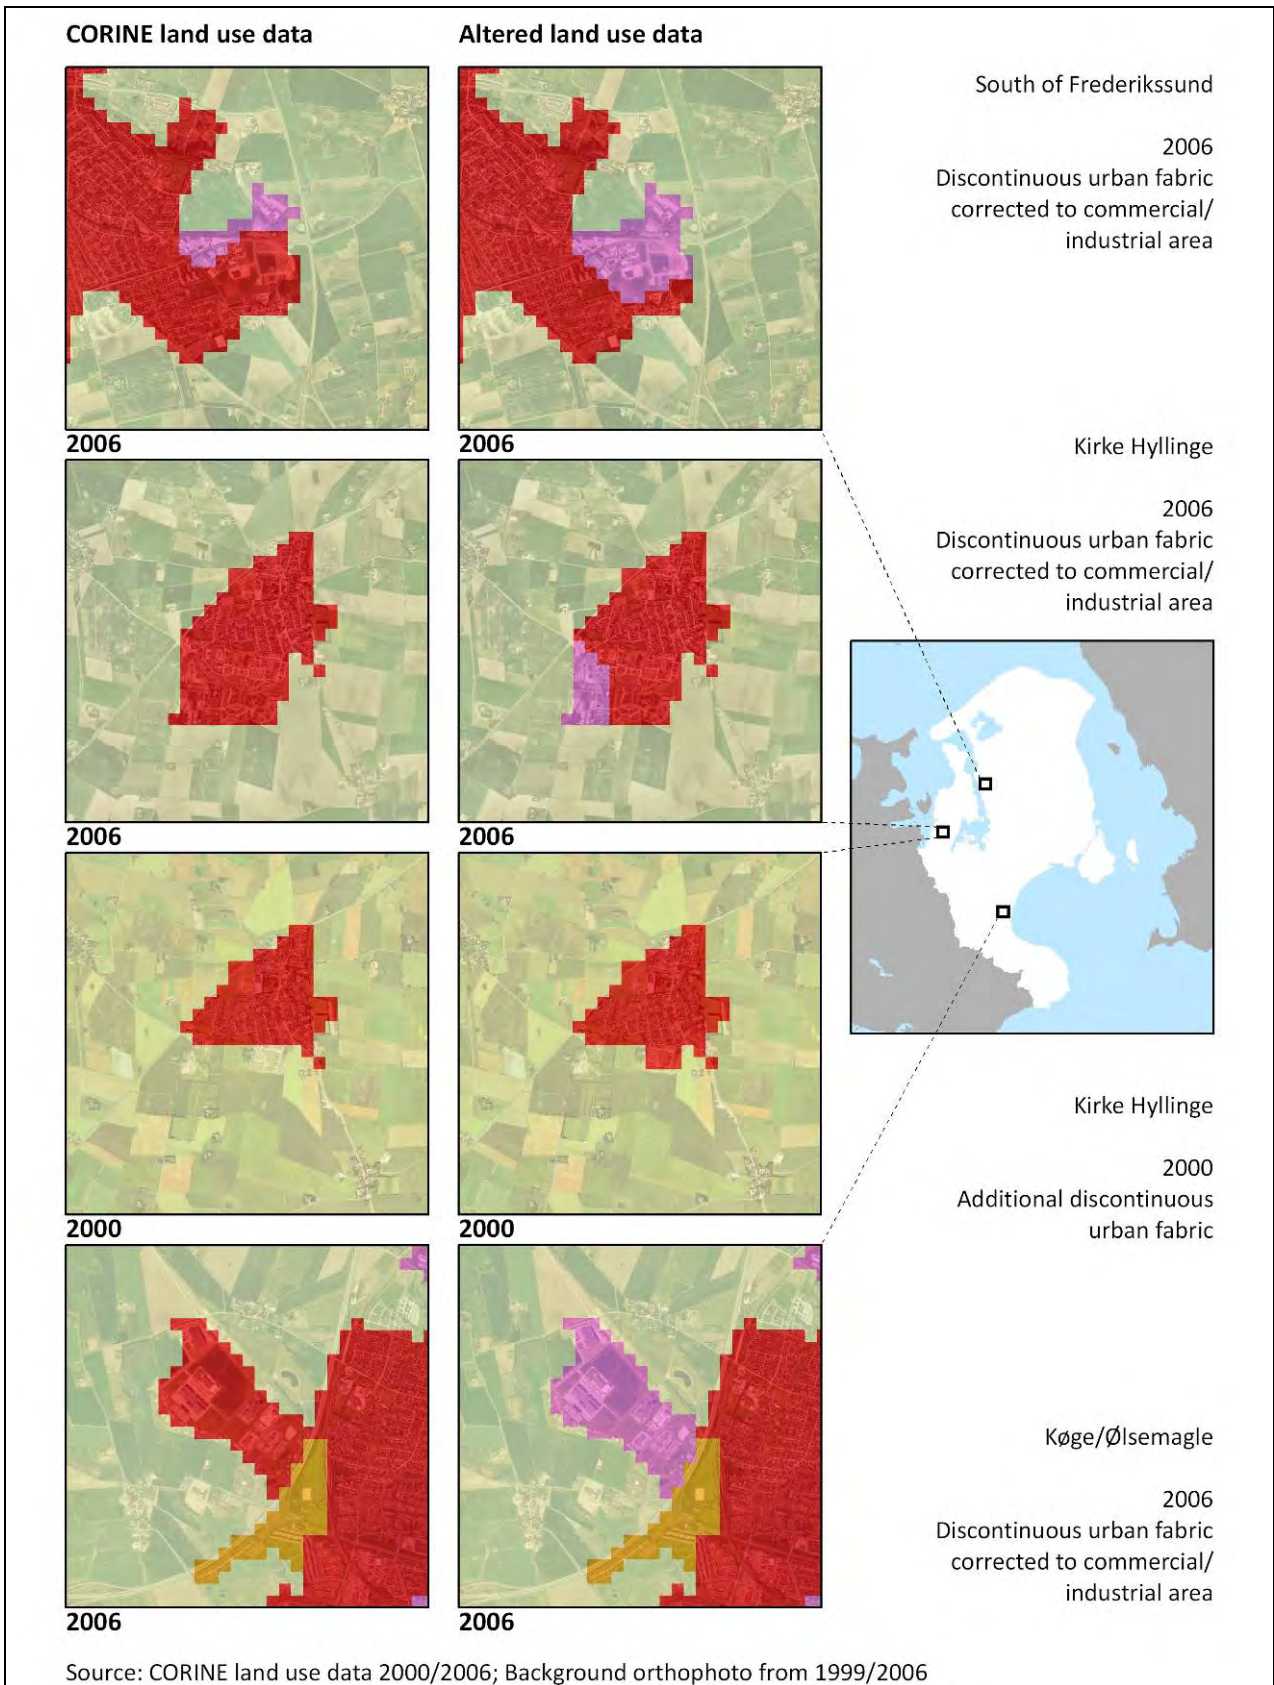 CORINE land use data
Altered land use data
South of Frederikssund
2006
Discontinuous urban fabric
corrected to commercial/
industrial area
2006
2006
Kirke Hyllinge
2006
Discontinuous urban fabric
corrected to commercial/
industrial area
2006
2006
Kirke Hyllinge
2000
Additional discontinuous
urban fabric
2000
2000
Køge/Ølsemagle
2006
Discontinuous urban fabric
corrected to commercial/
industrial area
2006
2006
Source: CORINE land use data 2000/2006; Background orthophoto from 1999/2006